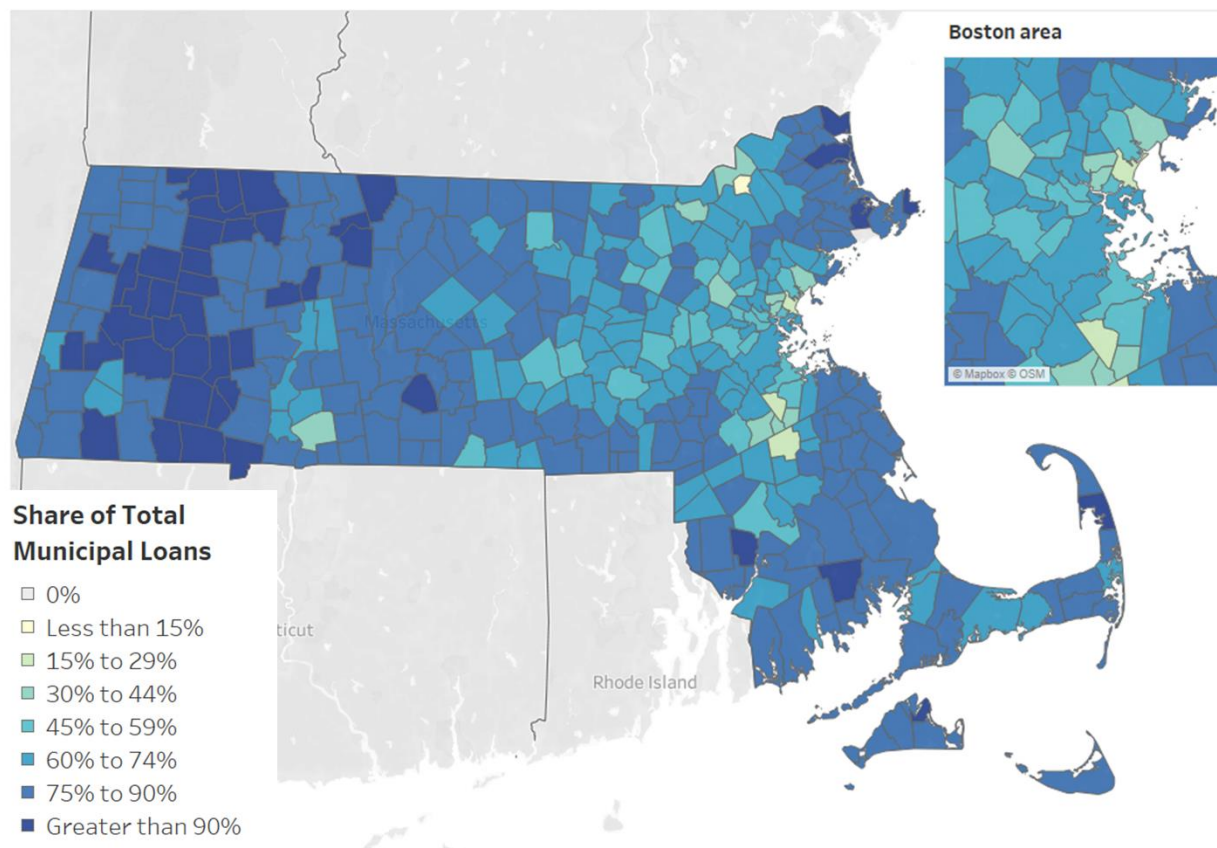 Boston area
Massachusetts
© Mapbox © OSM
Share of Total
Municipal Loans
0%
Less than 15%
15% to 29%
30% to 44%
45% to 59%
60% to 74%
75% to 90%
Greater than 90%
cticut
Rhode Island